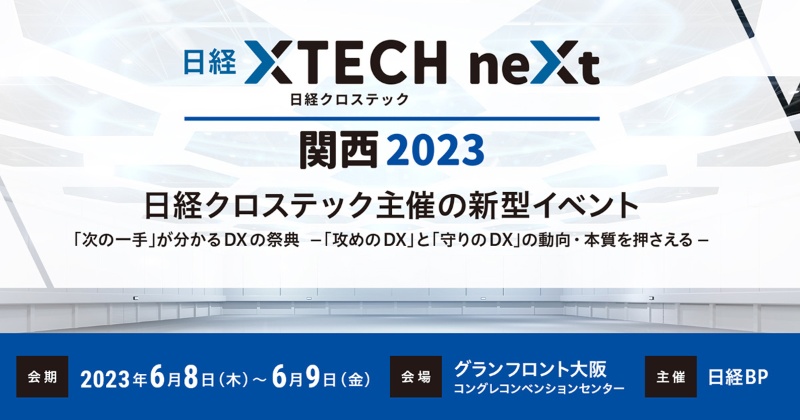 日経 XTECH neXt
日経クロステック
関西2023
日経クロステック主催の新型イベント
「次の一手」が分かるDXの祭典 −「攻めのDX」と「守りのDX」の動向・本質を押さえる−
会期 2023年6月8日(木)～6月9日(金)
会場 グランフロント大阪
コングレコンベンションセンター
主催 日経BP